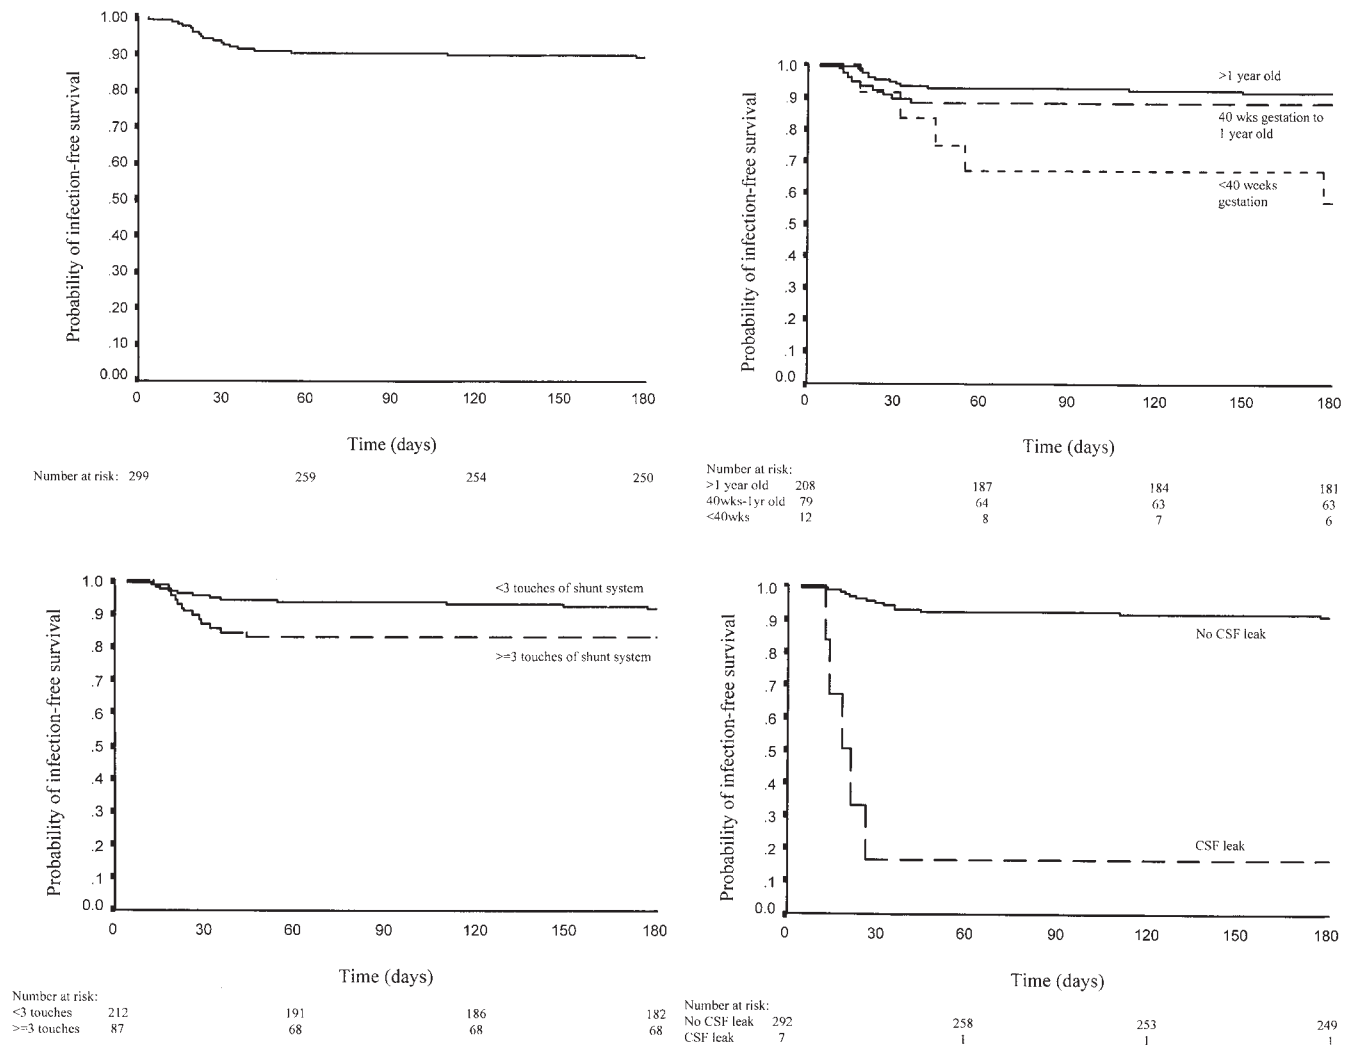 1.00
.90
.80
.70
.60
.50
.40
.30
.20
.10
0.00
Probability of infection-free survival
0 30 60 90 120 150 180
Time (days)
Number at risk: 299 259 254 250
1.0
.9
.8
.7
.6
.5
.4
.3
.2
.1
0.0
Probability of infection-free survival
>1 year old
40 wks gestation to
1 year old
<40 weeks
gestation
0 30 60 90 120 150 180
Time (days)
Number at risk:
>1 year old 208 187 184 181
40wks-1yr old 79 64 63 63
<40wks 12 8 7 6
1.0
.9
.8
.7
.6
.5
.4
.3
.2
.1
0.0
Probability of infection-free survival
<3 touches of shunt system
>=3 touches of shunt system
0 30 60 90 120 150 180
Time (days)
Number at risk:
<3 touches 212 191 186 182
>=3 touches 87 68 68 68
1.0
.9
.8
.7
.6
.5
.4
.3
.2
.1
0.0
Probability of infection-free survival
No CSF leak
CSF leak
0 30 60 90 120 150 180
Time (days)
Number at risk:
No CSF leak 292 258 253 249
CSF leak 7 1 1 1